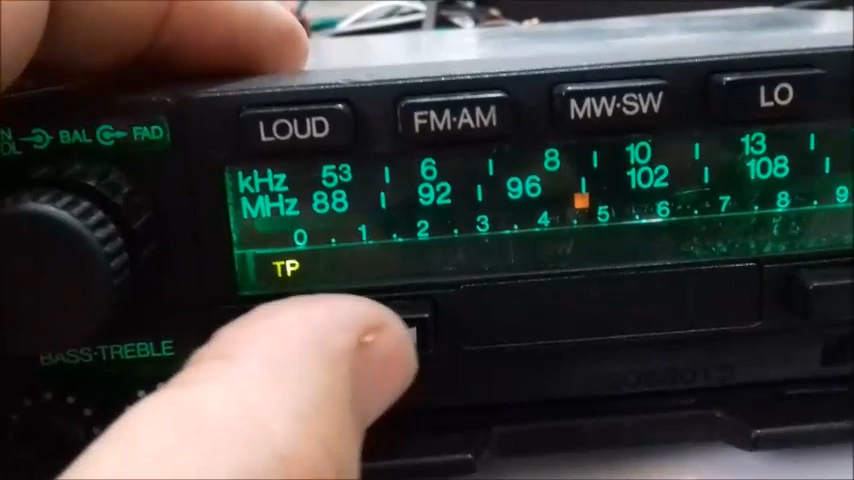 LOUD FM·AM MW·SW LO
BAL FAD
kHz 53 6 8 10 13
MHz 88 92 96 102 108
0 . 1 . 2 . 3 . 4 . 5 . 6 . 7 . 8 . 9
TP
BASS·TREBLE